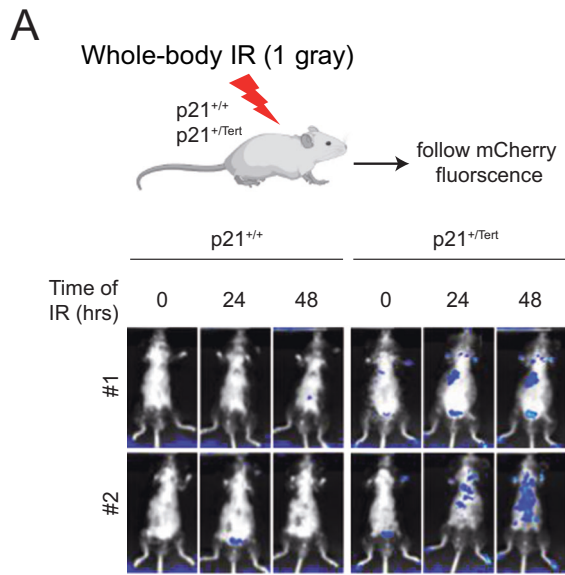 A
Whole-body IR (1 gray)
p21+/+
p21+/Tert
follow mCherry
fluorscence
p21+/+ p21+/Tert
Time of
IR (hrs) 0 24 48 0 24 48
#1
#2